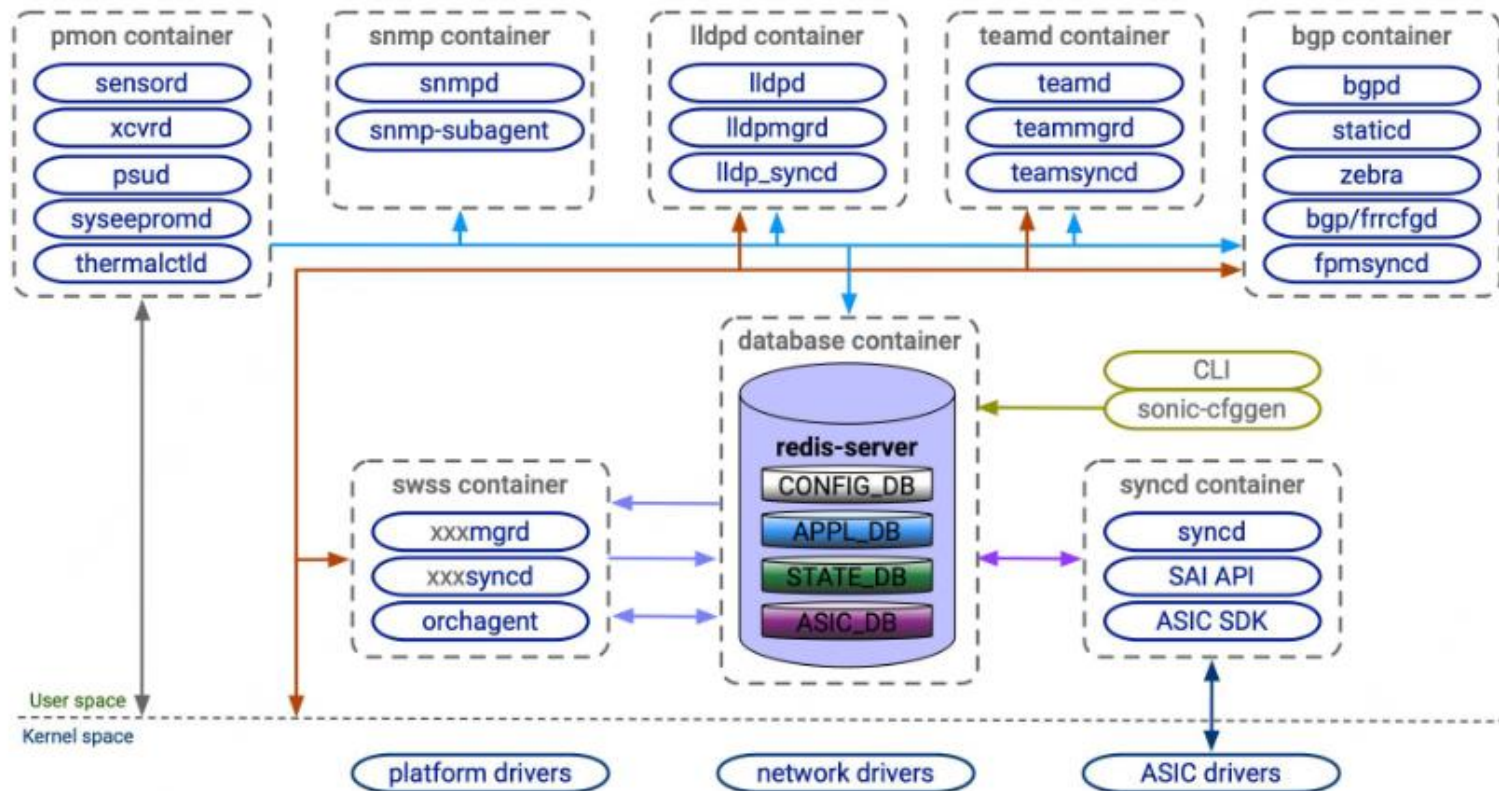 pmon container
sensord
xcvrd
psud
syseepromd
thermalctld
snmp container
snmpd
snmp-subagent
lldpd container
lldpd
lldpmgrd
lldp_syncd
teamd container
teamd
teammgrd
teamsyncd
bgp container
bgpd
staticd
zebra
bgp/frrcfgd
fpmsyncd
database container
redis-server
CONFIG_DB
APPL_DB
STATE_DB
ASIC_DB
CLI
sonic-cfggen
swss container
xxxmgrd
xxxsyncd
orchagent
syncd container
syncd
SAI API
ASIC SDK
User space
Kernel space
platform drivers
network drivers
ASIC drivers